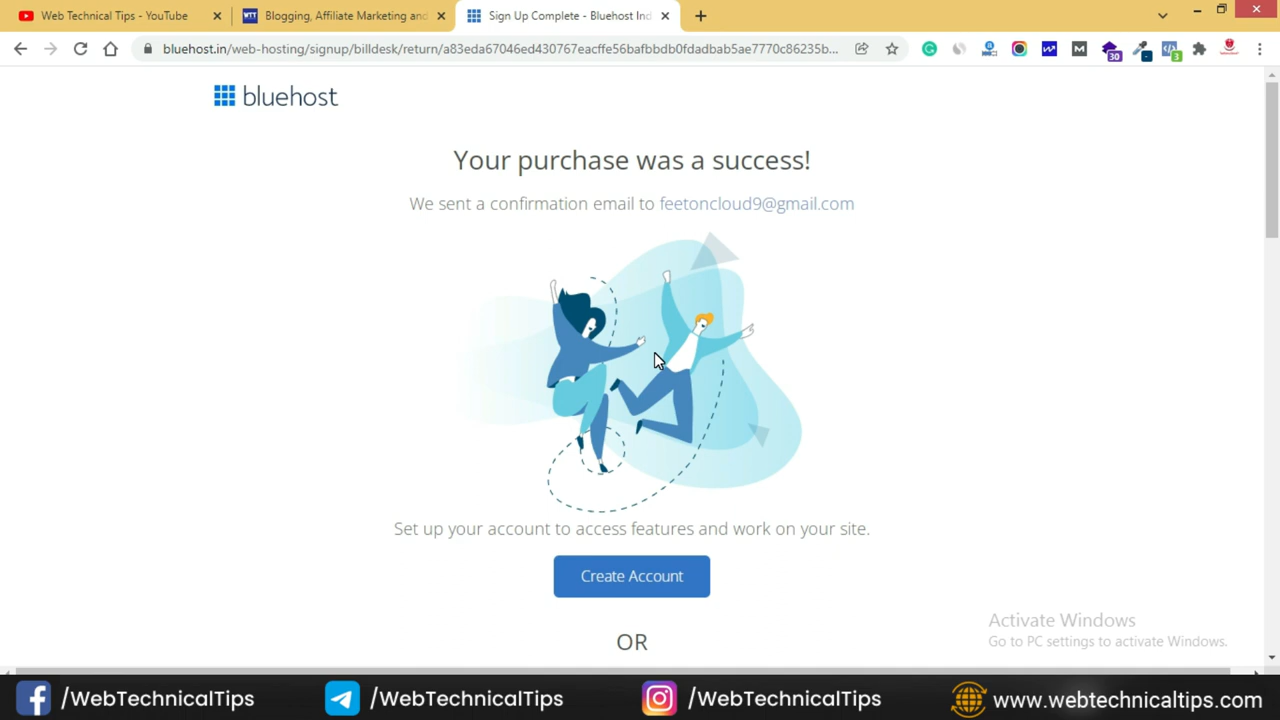 Web Technical Tips - YouTube
Blogging, Affiliate Marketing and
Sign Up Complete - Bluehost Ind
bluehost.in/web-hosting/signup/billdesk/return/a83eda67046ed430767eacffe56bafbbdb0fdadbab5ae7770c86235b...
30
3
bluehost
Your purchase was a success!
We sent a confirmation email to feetoncloud9@gmail.com
Set up your account to access features and work on your site.
Create Account
OR
Activate Windows
Go to PC settings to activate Windows.
/WebTechnicalTips
/WebTechnicalTips
/WebTechnicalTips
www.webtechnicaltips.com